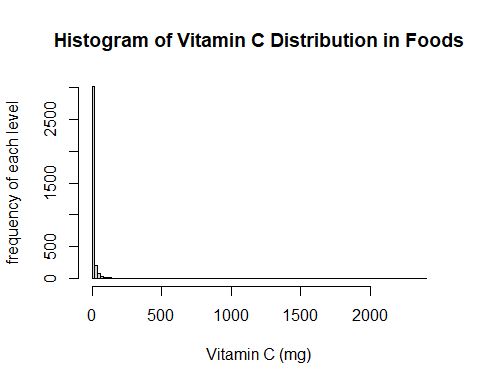 Histogram of Vitamin C Distribution in Foods
frequency of each level
2500
1500
500
0
0 500 1000 1500 2000
Vitamin C (mg)